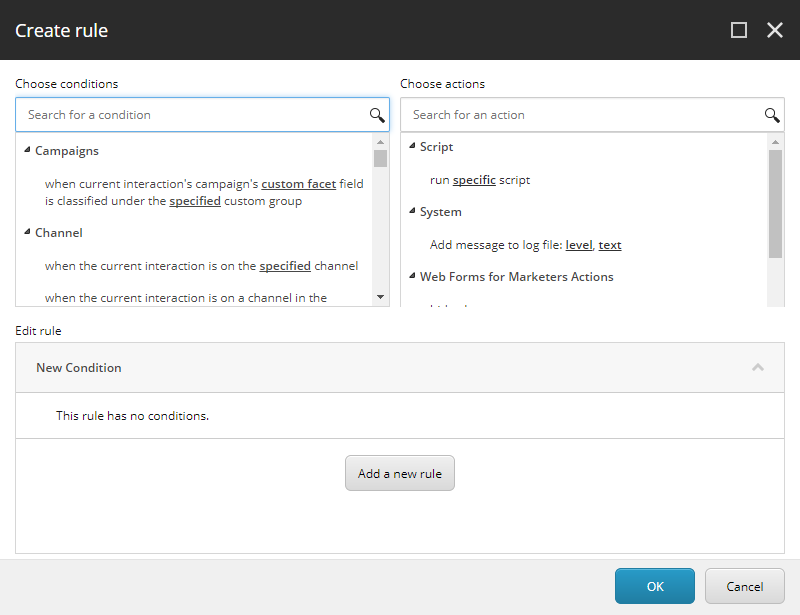 Create rule
Choose conditions
Search for a condition
Campaigns
when current interaction's campaign's custom facet field
is classified under the specified custom group
Channel
when the current interaction is on the specified channel
when the current interaction is on a channel in the
Choose actions
Search for an action
Script
run specific script
System
Add message to log file: level, text
Web Forms for Marketers Actions
Edit rule
New Condition
This rule has no conditions.
Add a new rule
OK
Cancel